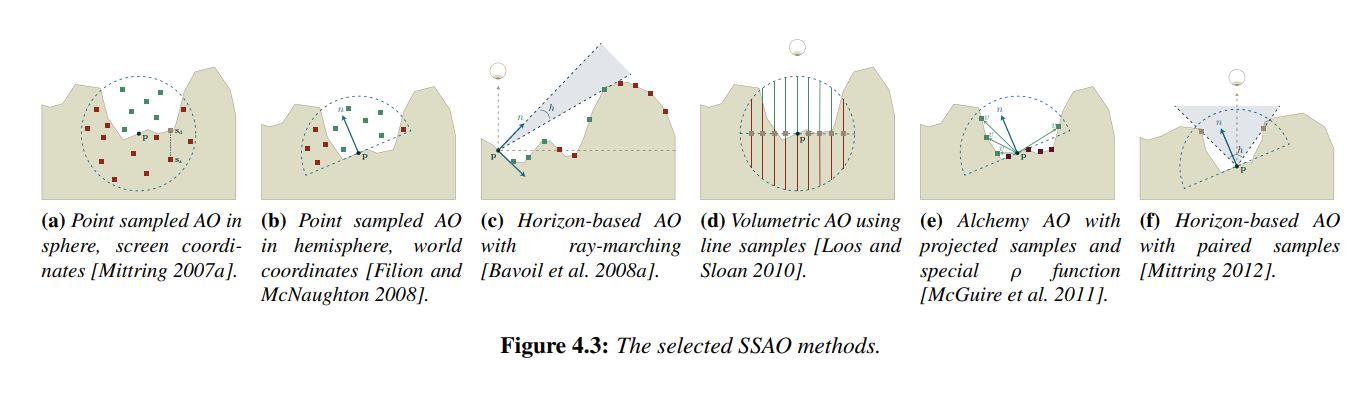 P
s₄
n
P
n
h
P
P
n
P
n
h
P
(a) Point sampled AO in
sphere, screen coordi-
nates [Mittring 2007a].
(b) Point sampled AO
in hemisphere, world
coordinates [Filion and
McNaughton 2008].
(c) Horizon-based AO
with ray-marching
[Bavoil et al. 2008a].
(d) Volumetric AO using
line samples [Loos and
Sloan 2010].
(e) Alchemy AO with
projected samples and
special ρ function
[McGuire et al. 2011].
(f) Horizon-based AO
with paired samples
[Mittring 2012].
Figure 4.3: The selected SSAO methods.